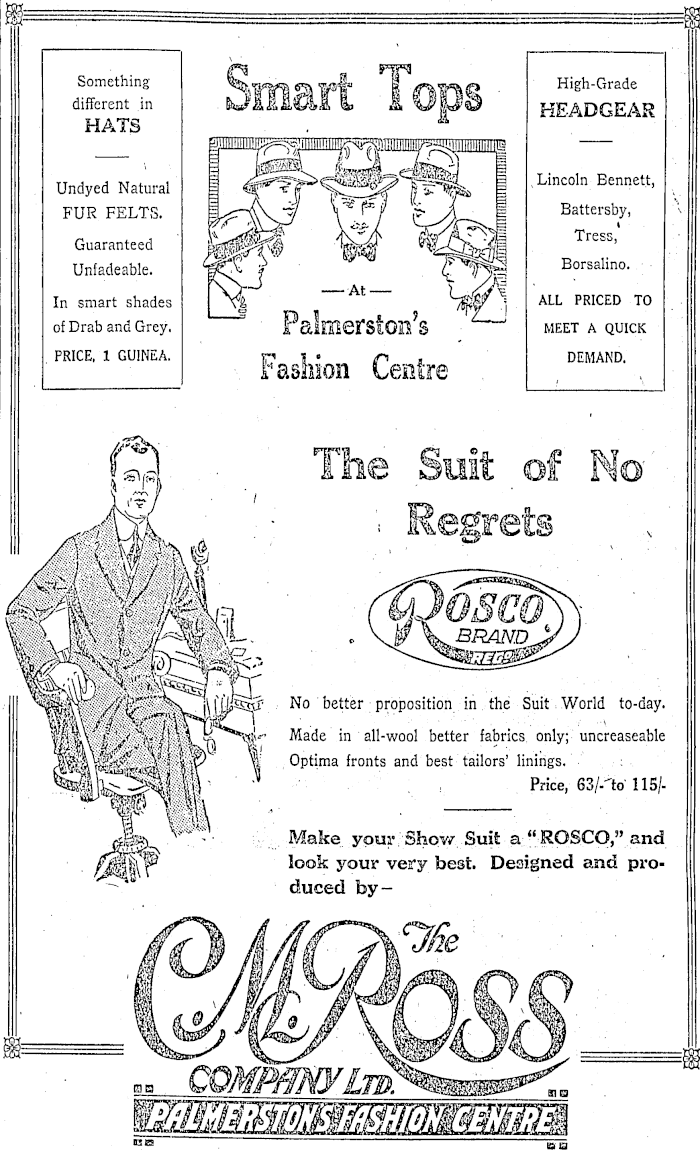 Something
different in
HATS
Undyed Natural
FUR FELTS.
Guaranteed
Unfadeable.
In smart shades
of Drab and Grey.
PRICE, 1 GUINEA.
Smart Tops
— At —
Palmerston's
Fashion Centre
High-Grade
HEADGEAR
Lincoln Bennett,
Battersby,
Tress,
Borsalino.
ALL PRICED TO
MEET A QUICK
DEMAND.
The Suit of No
Regrets
ROSCO
BRAND
REGD
No better proposition in the Suit World to-day.
Made in all-wool better fabrics only; uncreaseable
Optima fronts and best tailors' linings.
Price, 63/- to 115/-
Make your Show Suit a "ROSCO," and
look your very best. Designed and pro-
duced by—
The
C.M. ROSS
COMPANY LTD.
PALMERSTONS FASHION CENTRE